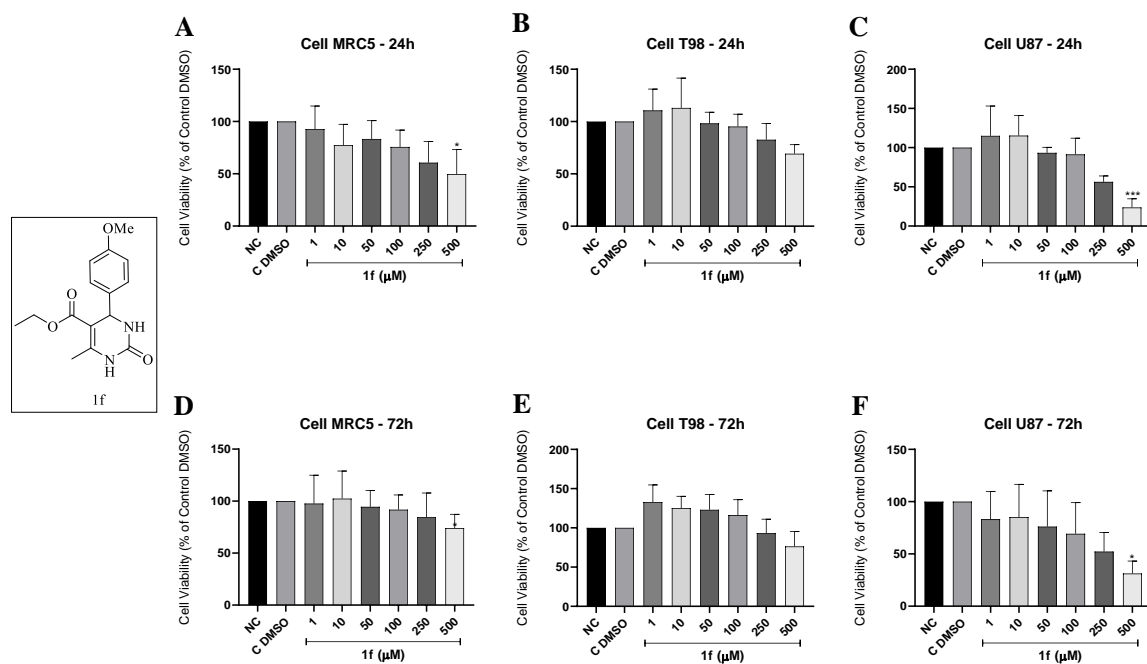 A
Cell MRC5 - 24h
Cell Viability (% of Control DMSO)
150
100
50
0
NC
C DMSO
1
10
50
100
250
500
*
1f (µM)
B
Cell T98 - 24h
Cell Viability (% of Control DMSO)
150
100
50
0
NC
C DMSO
1
10
50
100
250
500
1f (µM)
C
Cell U87 - 24h
Cell Viability (% of Control DMSO)
200
150
100
50
0
NC
C DMSO
1
10
50
100
250
500
***
1f (µM)
OMe
O
O
NH
N
H
O
1f
D
Cell MRC5 - 72h
Cell Viability (% of Control DMSO)
150
100
50
0
NC
C DMSO
1
10
50
100
250
500
*
1f (µM)
E
Cell T98 - 72h
Cell Viability (% of Control DMSO)
200
150
100
50
0
NC
C DMSO
1
10
50
100
250
500
1f (µM)
F
Cell U87 - 72h
Cell Viability (% of Control DMSO)
150
100
50
0
NC
C DMSO
1
10
50
100
250
500
*
1f (µM)